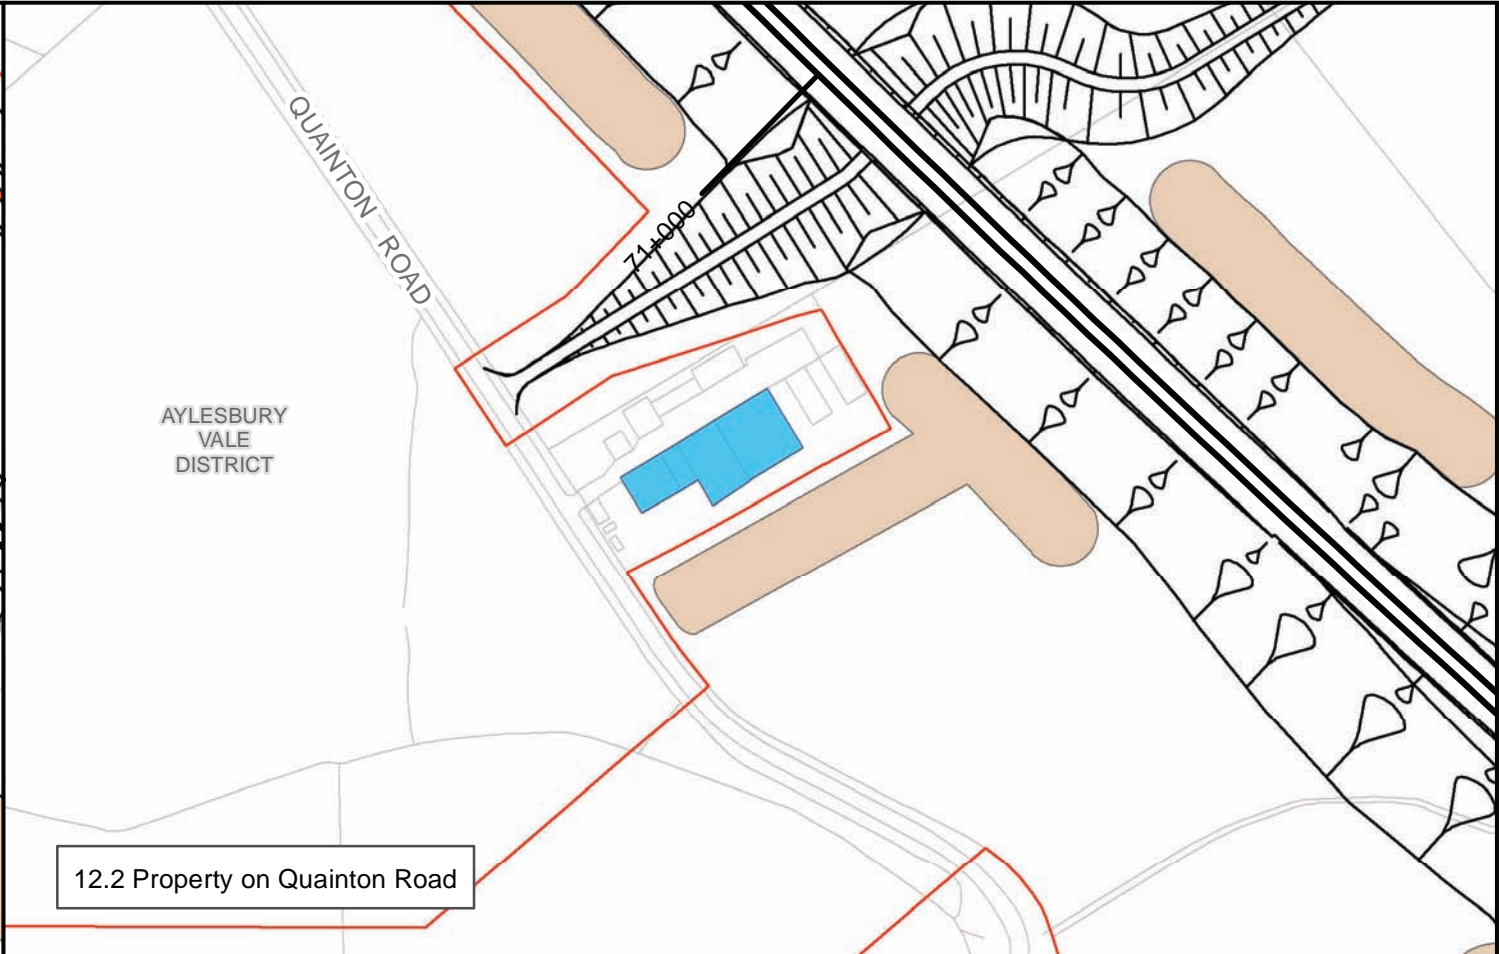 QUAINTON ROAD
71+000
AYLESBURY
VALE
DISTRICT
12.2 Property on Quainton Road